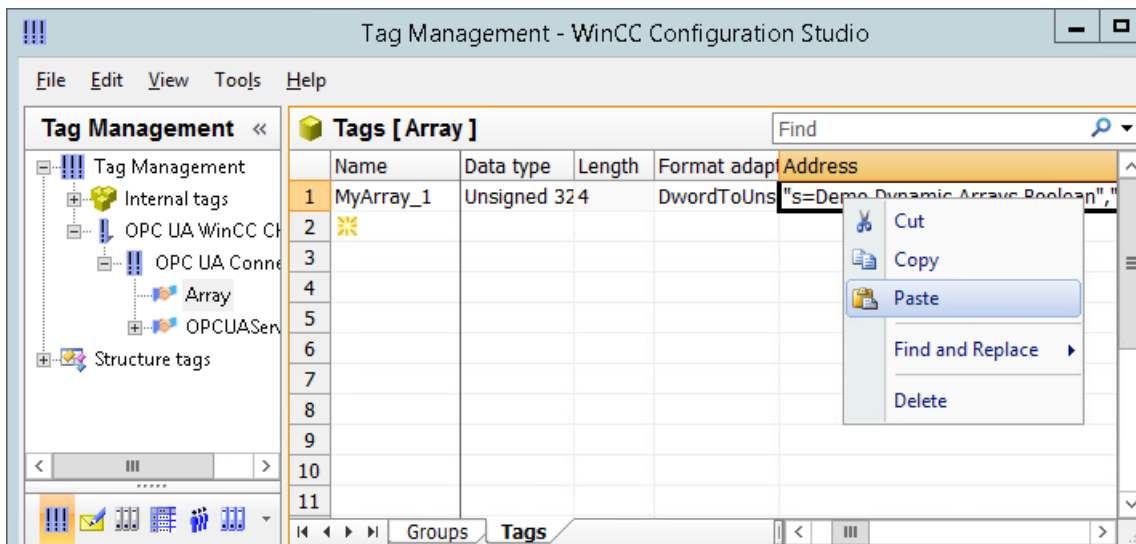 Tag Management - WinCC Configuration Studio
File Edit View Tools Help
Tag Management «
Tags [ Array ]
Find
Tag Management
Internal tags
OPC UA WinCC Ch
OPC UA Conne
Array
OPCUAServ
Structure tags
Name Data type Length Format adapt Address
1 MyArray_1 Unsigned 32 4 DwordToUns "s=Demo.Dynamic.Arrays.Boolean","
2
3
4
5
6
7
8
9
10
11
Cut
Copy
Paste
Find and Replace
Delete
Groups Tags